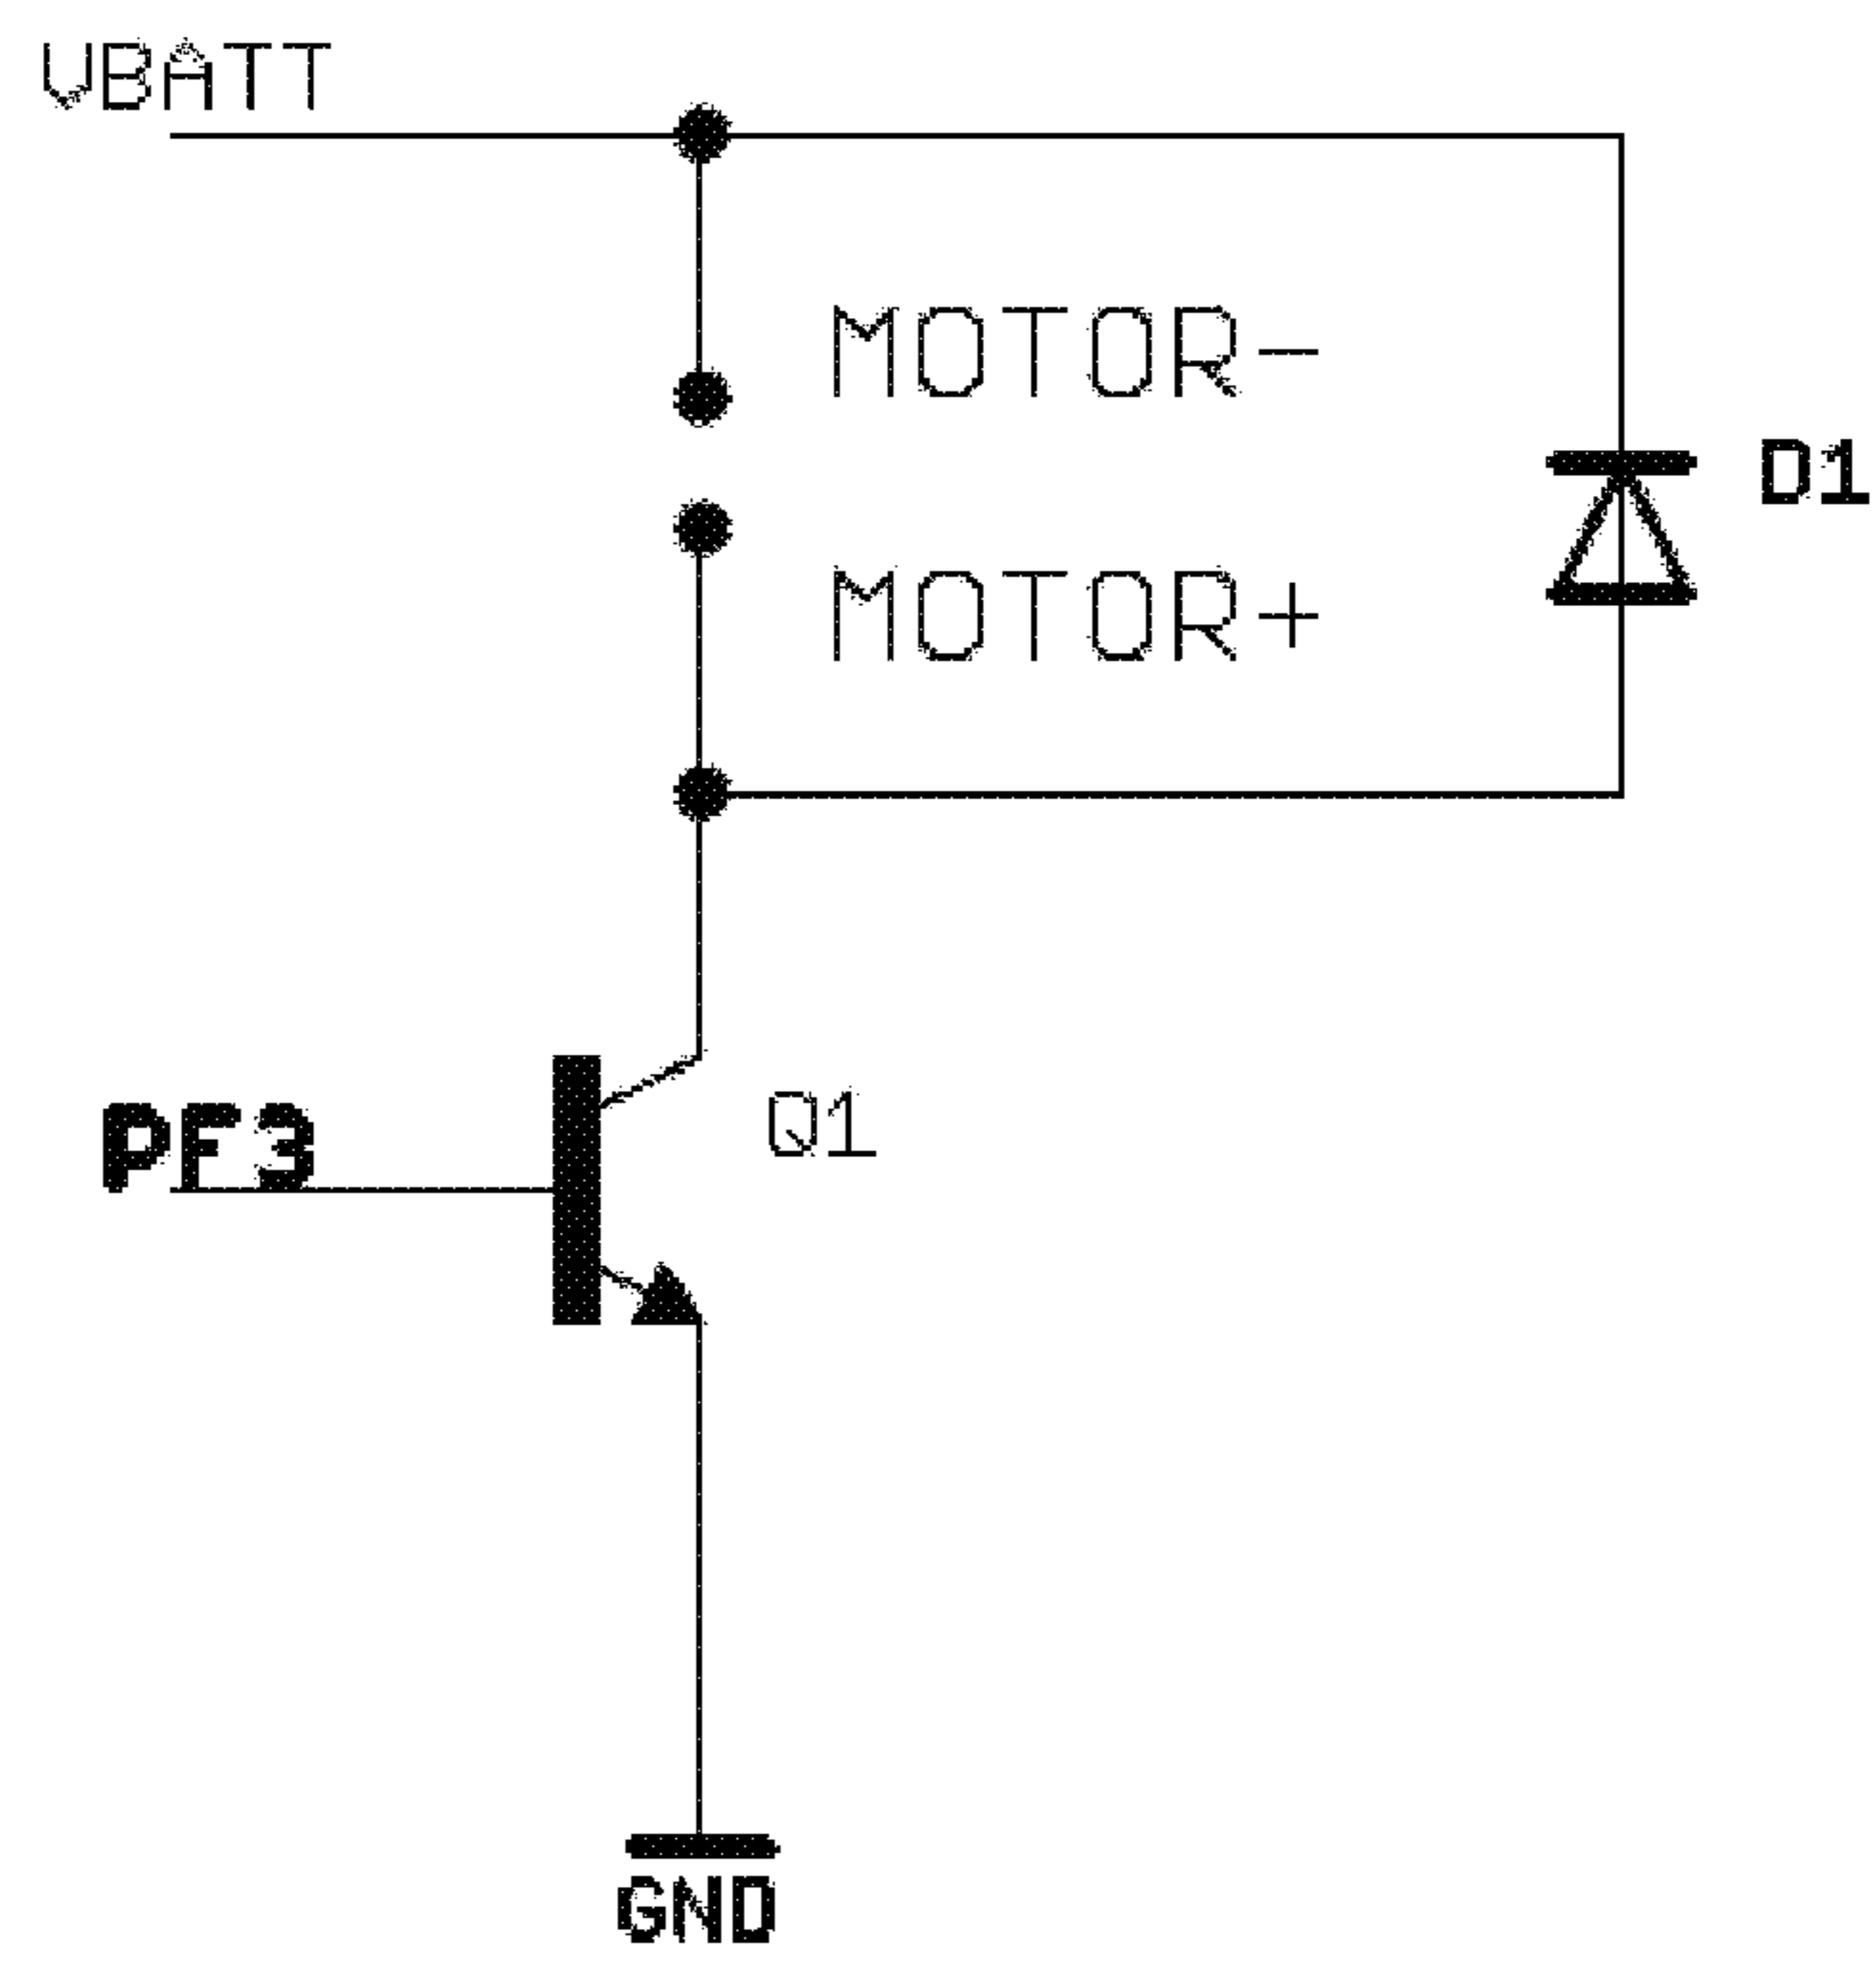 VBATT
MOTOR-
D1
MOTOR+
PF3
Q1
GND